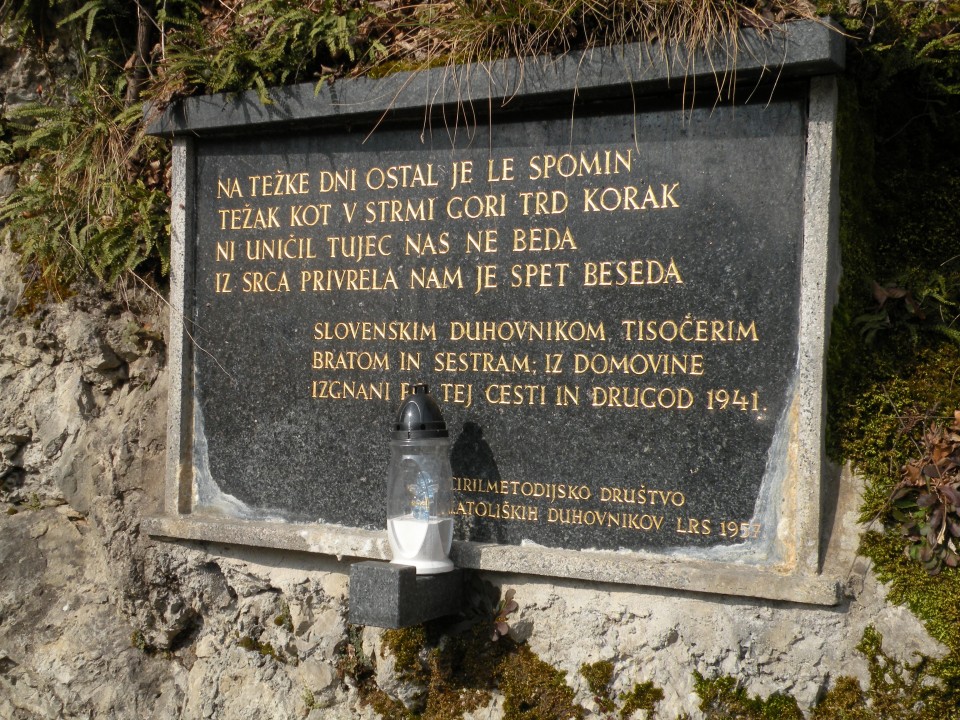 NA TEŽKE DNI OSTAL JE LE SPOMIN
TEŽAK KOT V STRMI GORI TRD KORAK
NI UNIČIL TUJEC NAS NE BEDA
IZ SRCA PRIVRELA NAM JE SPET BESEDA
SLOVENSKIM DUHOVNIKOM TISOČERIM
BRATOM IN SESTRAM; IZ DOMOVINE
IZGNANI TEJ CESTI IN DRUGOD 1941.
CIRILMETODIJSKO DRUŠTVO
KATOLIŠKIH DUHOVNIKOV LRS 1957